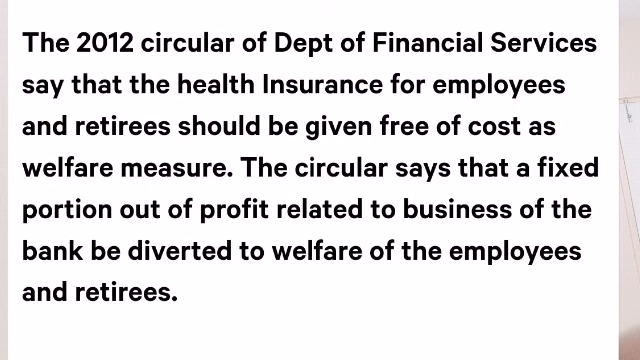 The 2012 circular of Dept of Financial Services
say that the health Insurance for employees
and retirees should be given free of cost as
welfare measure. The circular says that a fixed
portion out of profit related to business of the
bank be diverted to welfare of the employees
and retirees.